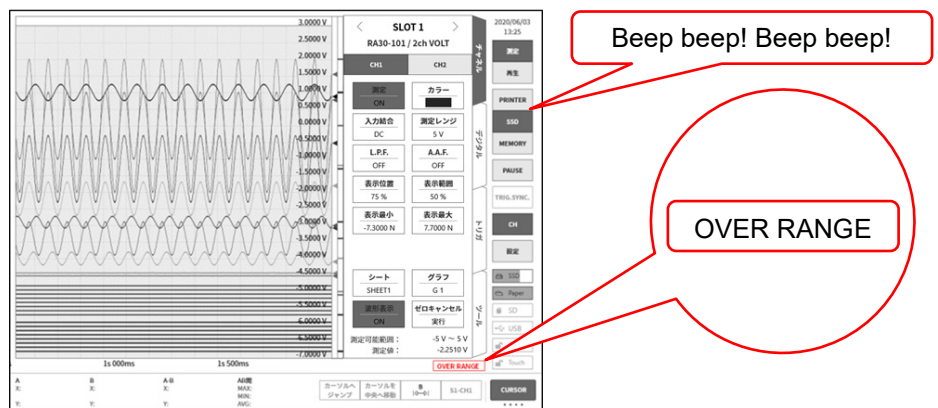 3.0000 V
2.5000 V
2.0000 V
1.5000 V
1.0000 V
0.5000 V
0.0000 V
-0.5000 V
-1.0000 V
-1.5000 V
-2.0000 V
-2.5000 V
-3.0000 V
-3.5000 V
-4.0000 V
-4.5000 V
-5.0000 V
-5.5000 V
-6.0000 V
-6.5000 V
-7.0000 V
1s 000ms
1s 500ms
< SLOT 1 >
RA30-101 / 2ch VOLT
CH1 CH2
測定 カラー
ON
入力結合 測定レンジ
DC 5 V
L.P.F. A.A.F.
OFF OFF
表示位置 表示範囲
75 % 50 %
表示最小 表示最大
-7.3000 N 7.7000 N
シート グラフ
SHEET1 G 1
波形表示 ゼロキャンセル
ON 実行
測定可能範囲： -5 V ～ 5 V
測定値： -2.2510 V
OVER RANGE
チャネル
デジタル
トリガ
ツール
2020/06/03
13:25
測定
再生
PRINTER
SSD
MEMORY
PAUSE
TRIG.SYNC.
CH
設定
SSD
Paper
SD
USB
Touch
A B A-B AB間
X: X: X: MAX:
MIN:
Y: Y: Y: AVG:
カーソルへ カーソルを B S1-CH1 CURSOR
ジャンプ 中央へ移動
Beep beep! Beep beep!
OVER RANGE